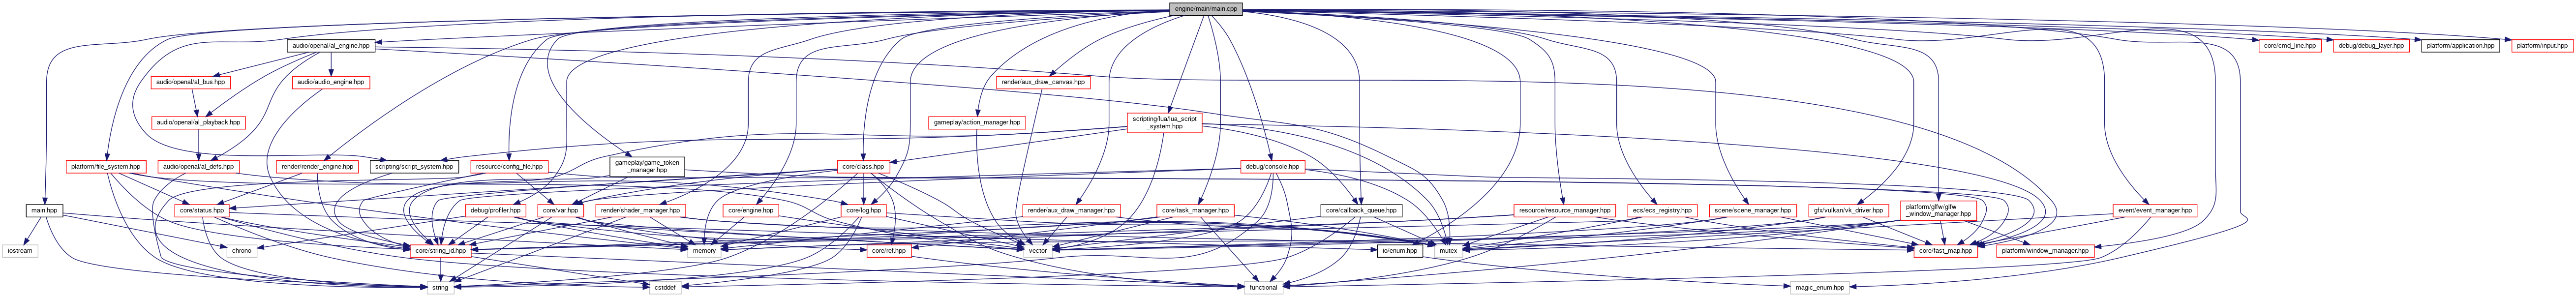 engine/main/main.cpp
audio/openal/al_engine.hpp
core/cmd_line.hpp
debug/debug_layer.hpp
platform/application.hpp
platform/input.hpp
audio/openal/al_bus.hpp
audio/audio_engine.hpp
render/aux_draw_canvas.hpp
audio/openal/al_playback.hpp
gameplay/action_manager.hpp
scripting/lua/lua_script
_system.hpp
platform/file_system.hpp
audio/openal/al_defs.hpp
render/render_engine.hpp
scripting/script_system.hpp
resource/config_file.hpp
gameplay/game_token
_manager.hpp
core/class.hpp
debug/console.hpp
main.hpp
core/status.hpp
debug/profiler.hpp
core/var.hpp
render/shader_manager.hpp
core/engine.hpp
core/log.hpp
render/aux_draw_manager.hpp
core/task_manager.hpp
core/callback_queue.hpp
resource/resource_manager.hpp
ecs/ecs_registry.hpp
scene/scene_manager.hpp
gfx/vulkan/vk_driver.hpp
platform/glfw/glfw
_window_manager.hpp
event/event_manager.hpp
iostream
chrono
core/string_id.hpp
memory
core/ref.hpp
vector
io/enum.hpp
mutex
core/fast_map.hpp
platform/window_manager.hpp
string
cstddef
functional
magic_enum.hpp